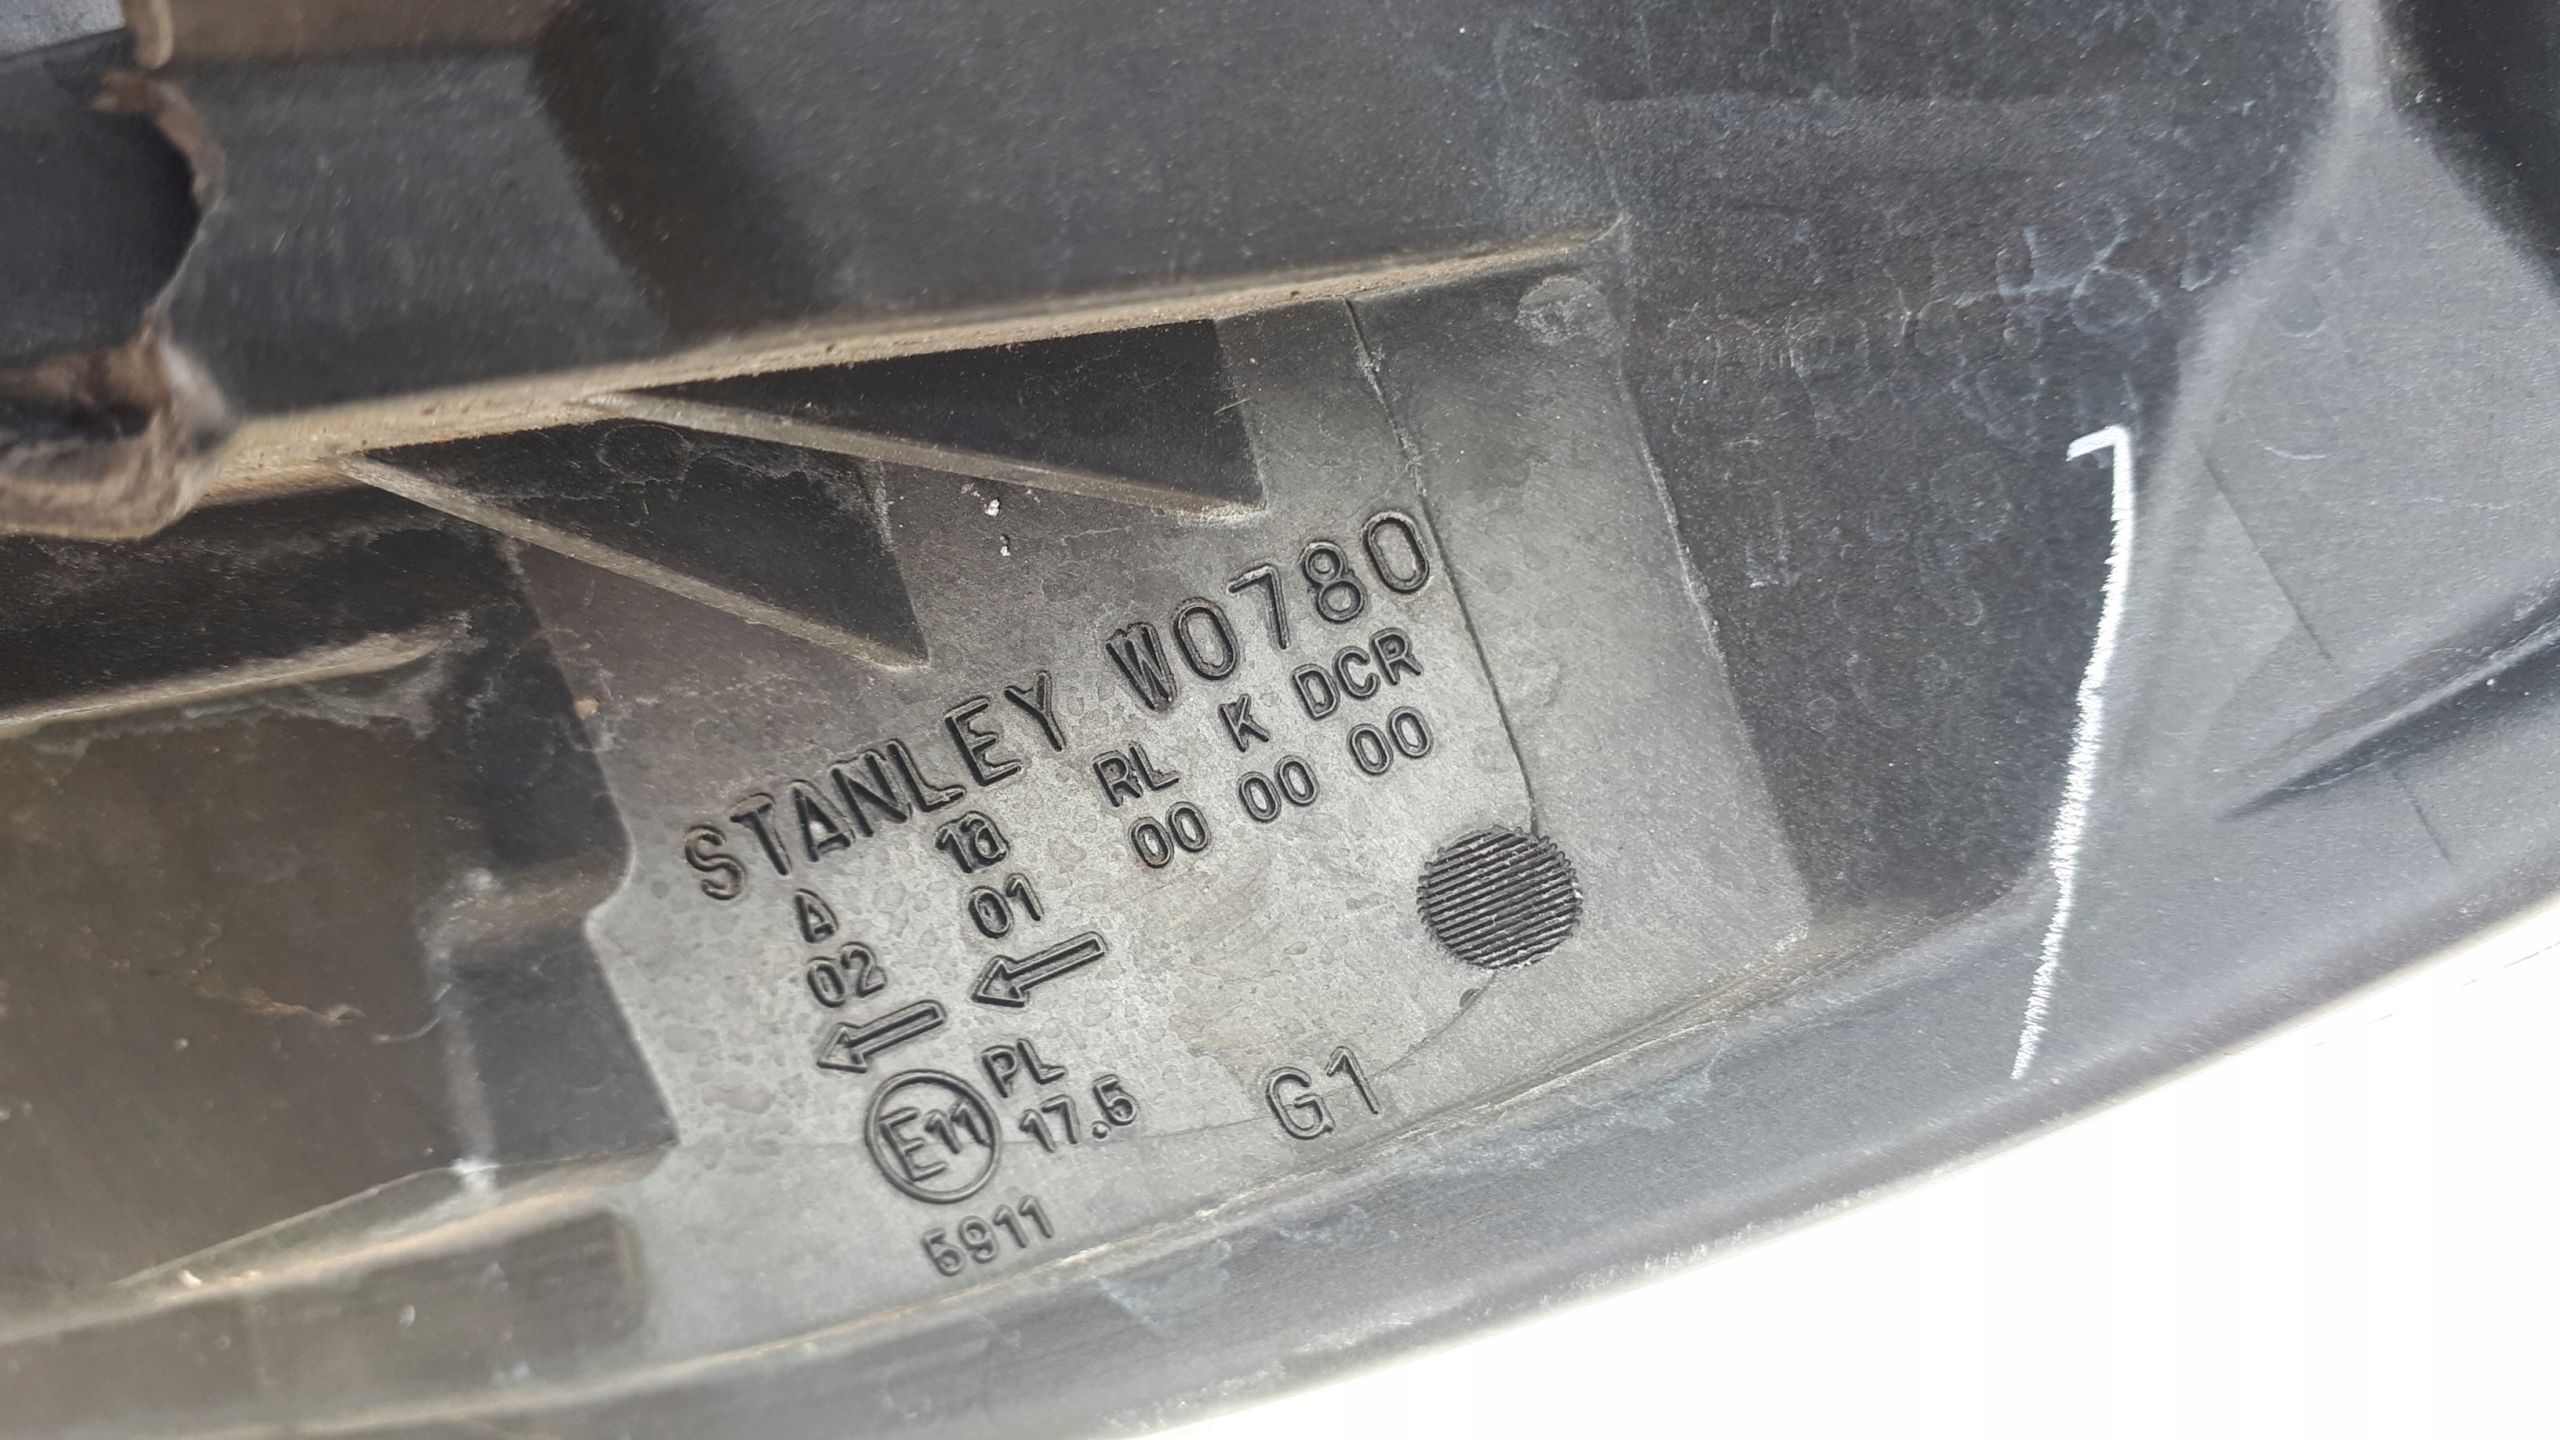 STANLEY W0780
A 1a RL K DCR
02 01 00 00 00
← ←
E11 PL
17.5
5911
G1